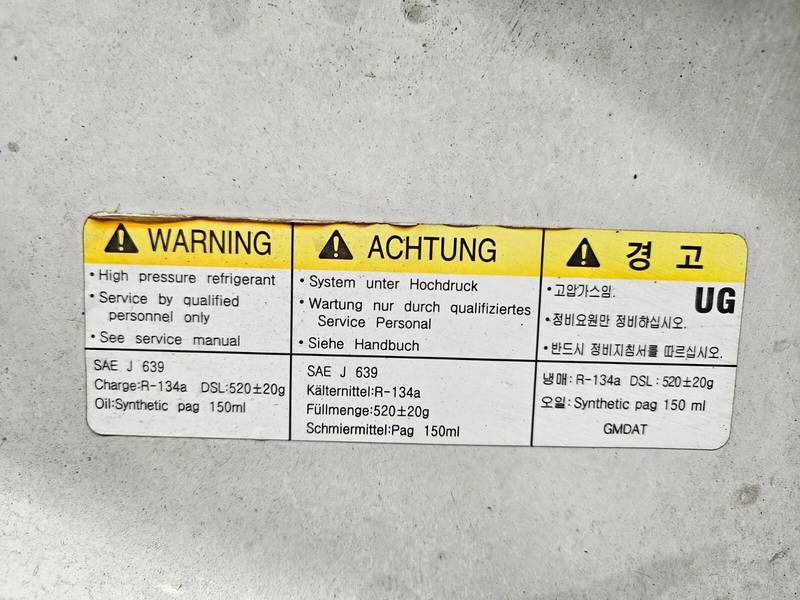 WARNING
• High pressure refrigerant
• Service by qualified
personnel only
• See service manual
SAE J 639
Charge:R-134a DSL:520±20g
Oil:Synthetic pag 150ml
ACHTUNG
• System unter Hochdruck
• Wartung nur durch qualifiziertes
Service Personal
• Siehe Handbuch
SAE J 639
Kälternittel:R-134a
Füllmenge:520±20g
Schmiermittel:Pag 150ml
경 고
• 고압가스임.
UG
• 정비요원만 정비하십시오.
• 반드시 정비지침서를 따르십시오.
냉매: R-134a DSL : 520±20g
오일: Synthetic pag 150 ml
GMDAT